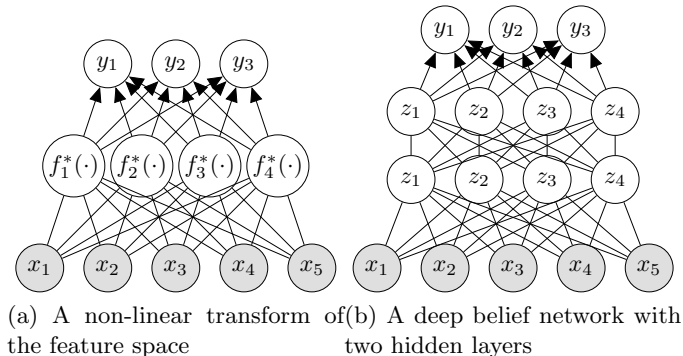 y1 y2 y3
f1*(·) f2*(·) f3*(·) f4*(·)
x1 x2 x3 x4 x5
(a) A non-linear transform of
the feature space
y1 y2 y3
z1 z2 z3 z4
z1 z2 z3 z4
x1 x2 x3 x4 x5
(b) A deep belief network with
two hidden layers